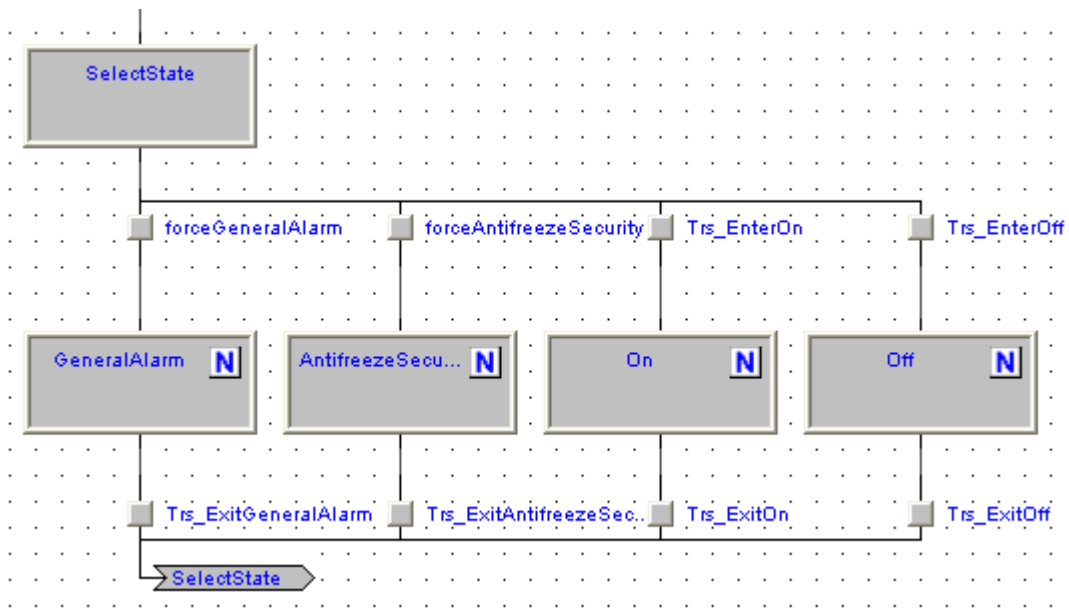 SelectState
forceGeneralAlarm forceAntifreezeSecurity Trs_EnterOn Trs_EnterOff
GeneralAlarm N AntifreezeSecu... N On N Off N
Trs_ExitGeneralAlarm Trs_ExitAntifreezeSec.. Trs_ExitOn Trs_ExitOff
SelectState